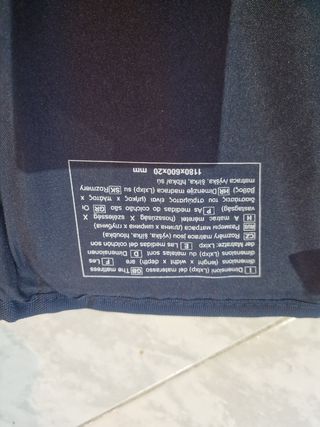 I Dimensioni (Lxlxp) del materasso GB The mattress
dimensions (lenght x widht x depth) are F Les
dimensions du matelas sont D Dimensionen
der Matratze: Lxlxp E Las medidas del colchón son
CZ Rozměry matrace jsou (výška, šířka, hloubka)
RUS Размеры матраса (длина x ширина x глубина)
H A matrac méretei (hosszúság X szélesség X
vastagság) P As medidas do colchão são GR Οι
διαστάσεις του στρώματος είναι (μήκος x πλάτος x
βάθος) HR Dimenzije madraca su (Lxlxp) SK Rozmery
matraca /výška, šírka, hĺbka/ sú
1180x600x20 mm